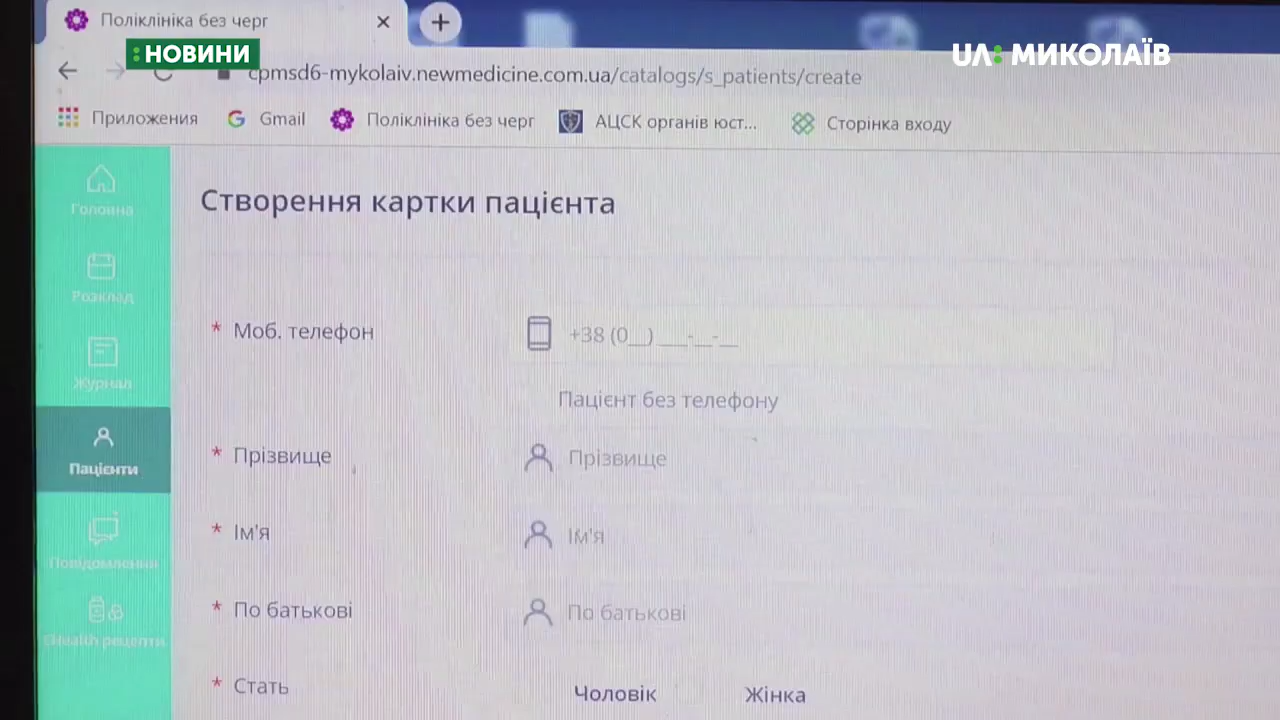 Поліклініка без черг
НОВИНИ
UA: МИКОЛАЇВ
cpmsd6-mykolaiv.newmedicine.com.ua/catalogs/s_patients/create
Приложения Gmail Поліклініка без черг АЦСК органів юст... Сторінка входу
Головна
Розклад
Журнал
Пацієнти
Повідомлення
eHealth рецепти
Створення картки пацієнта
* Моб. телефон +38 (0__) ___-__-__
Пацієнт без телефону
* Прізвище Прізвище
* Ім'я Ім'я
* По батькові По батькові
* Стать Чоловік Жінка